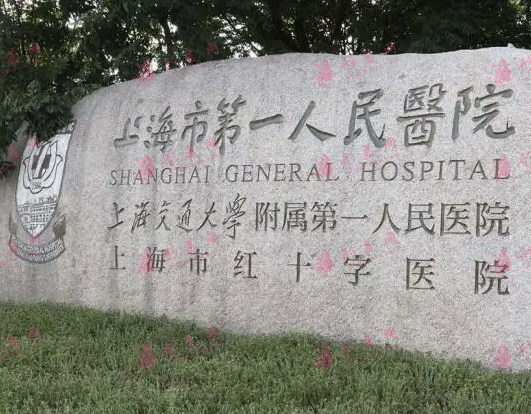 上海市第一人民醫院
SHANGHAI GENERAL HOSPITAL
上海交通大學附属第一人民医院
上海市红十字医院